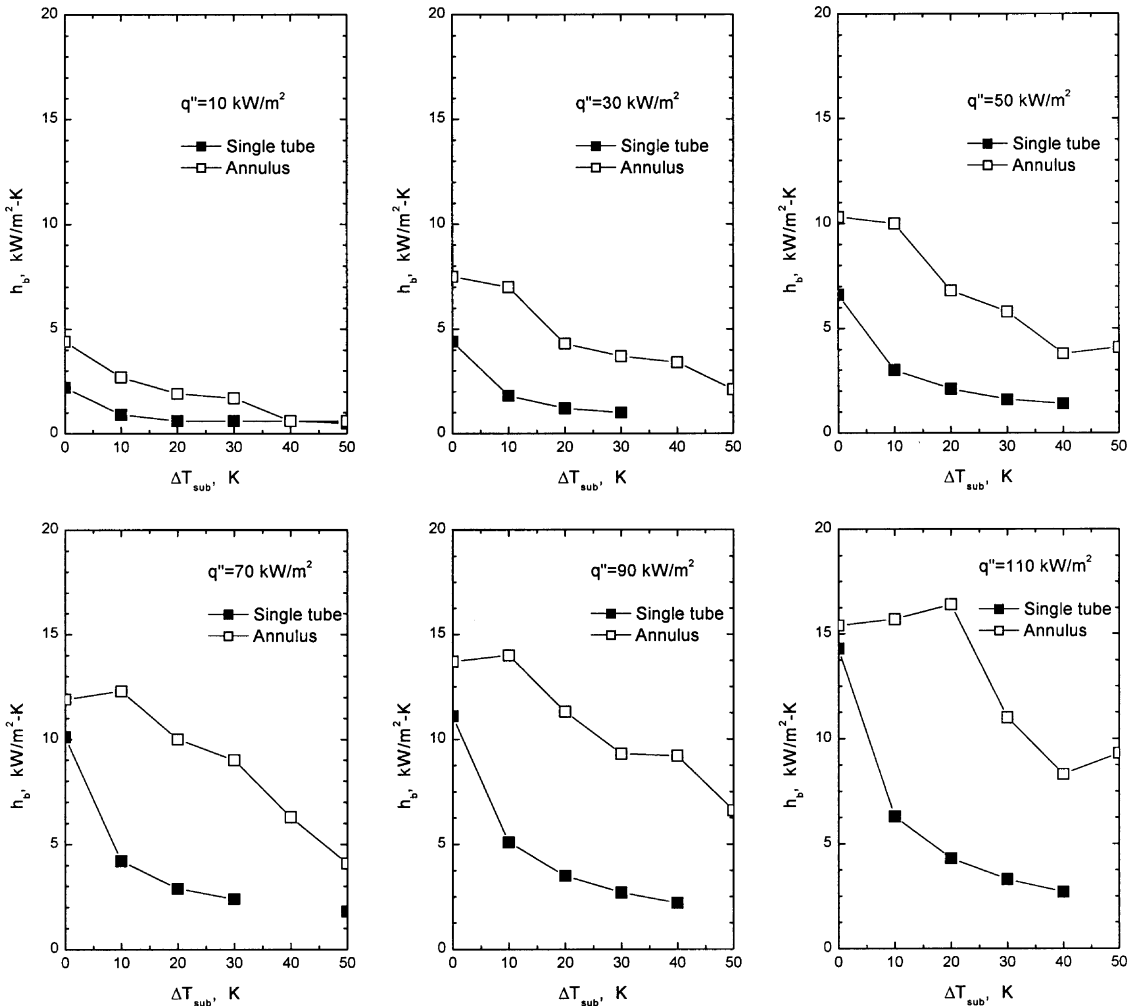 20
15
10
5
0
h_b, kW/m²-K
q"=10 kW/m²
Single tube
Annulus
0 10 20 30 40 50
ΔT_sub, K
20
15
10
5
0
h_b, kW/m²-K
q"=30 kW/m²
Single tube
Annulus
0 10 20 30 40 50
ΔT_sub, K
20
15
10
5
0
h_b, kW/m²-K
q"=50 kW/m²
Single tube
Annulus
0 10 20 30 40 50
ΔT_sub, K
20
15
10
5
0
h_b, kW/m²-K
q"=70 kW/m²
Single tube
Annulus
0 10 20 30 40 50
ΔT_sub, K
20
15
10
5
0
h_b, kW/m²-K
q"=90 kW/m²
Single tube
Annulus
0 10 20 30 40 50
ΔT_sub, K
20
15
10
5
0
h_b, kW/m²-K
q"=110 kW/m²
Single tube
Annulus
0 10 20 30 40 50
ΔT_sub, K